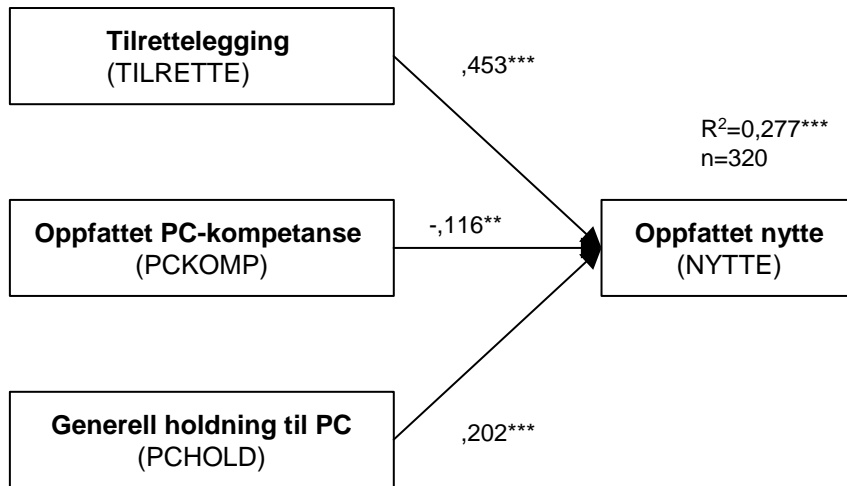 Tilrettelegging
(TILRETTE)
,453***
R²=0,277***
n=320
Oppfattet PC-kompetanse
(PCKOMP)
-,116**
Oppfattet nytte
(NYTTE)
Generell holdning til PC
(PCHOLD)
,202***